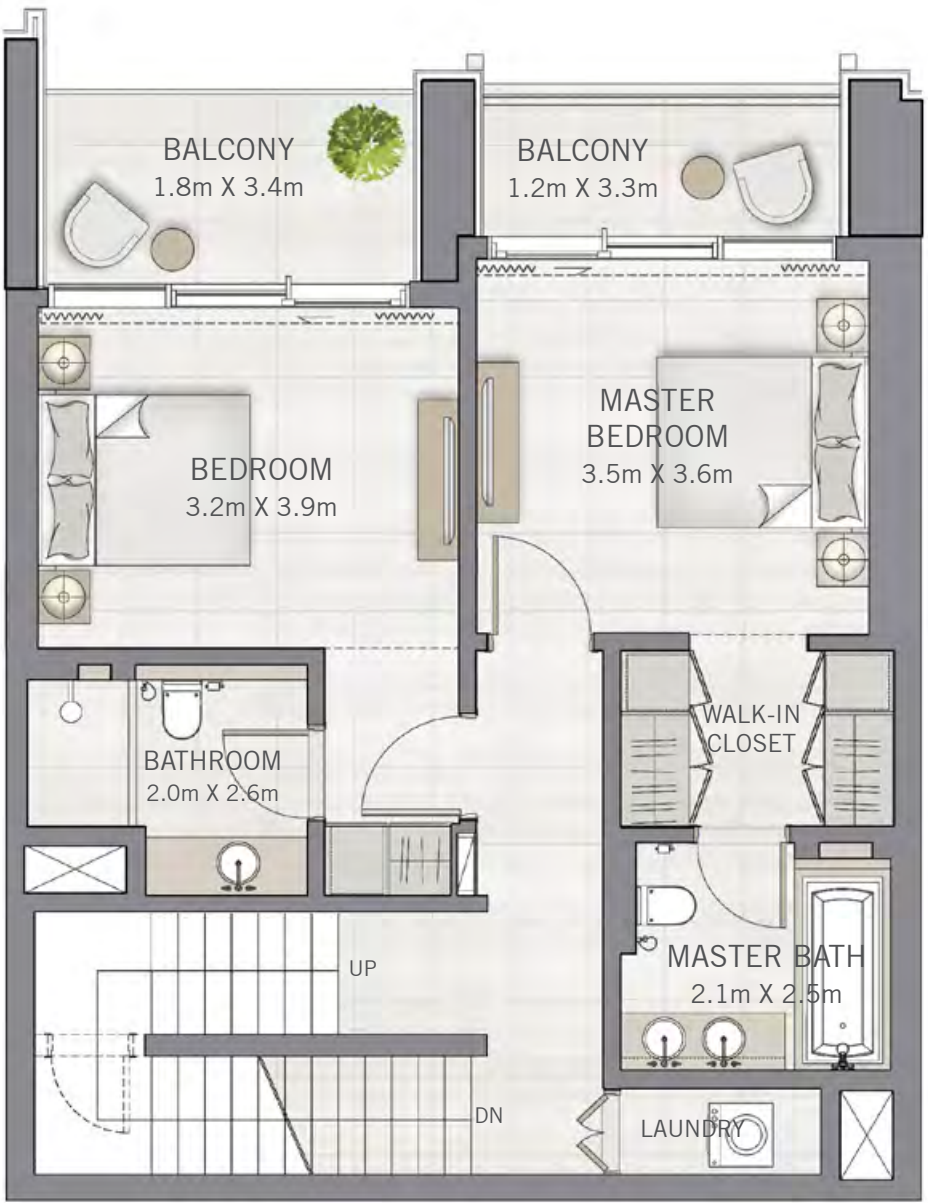 BALCONY
1.8m X 3.4m
BALCONY
1.2m X 3.3m
MASTER
BEDROOM
3.5m X 3.6m
BEDROOM
3.2m X 3.9m
WALK-IN
CLOSET
BATHROOM
2.0m X 2.6m
MASTER BATH
2.1m X 2.5m
UP
DN
LAUNDRY